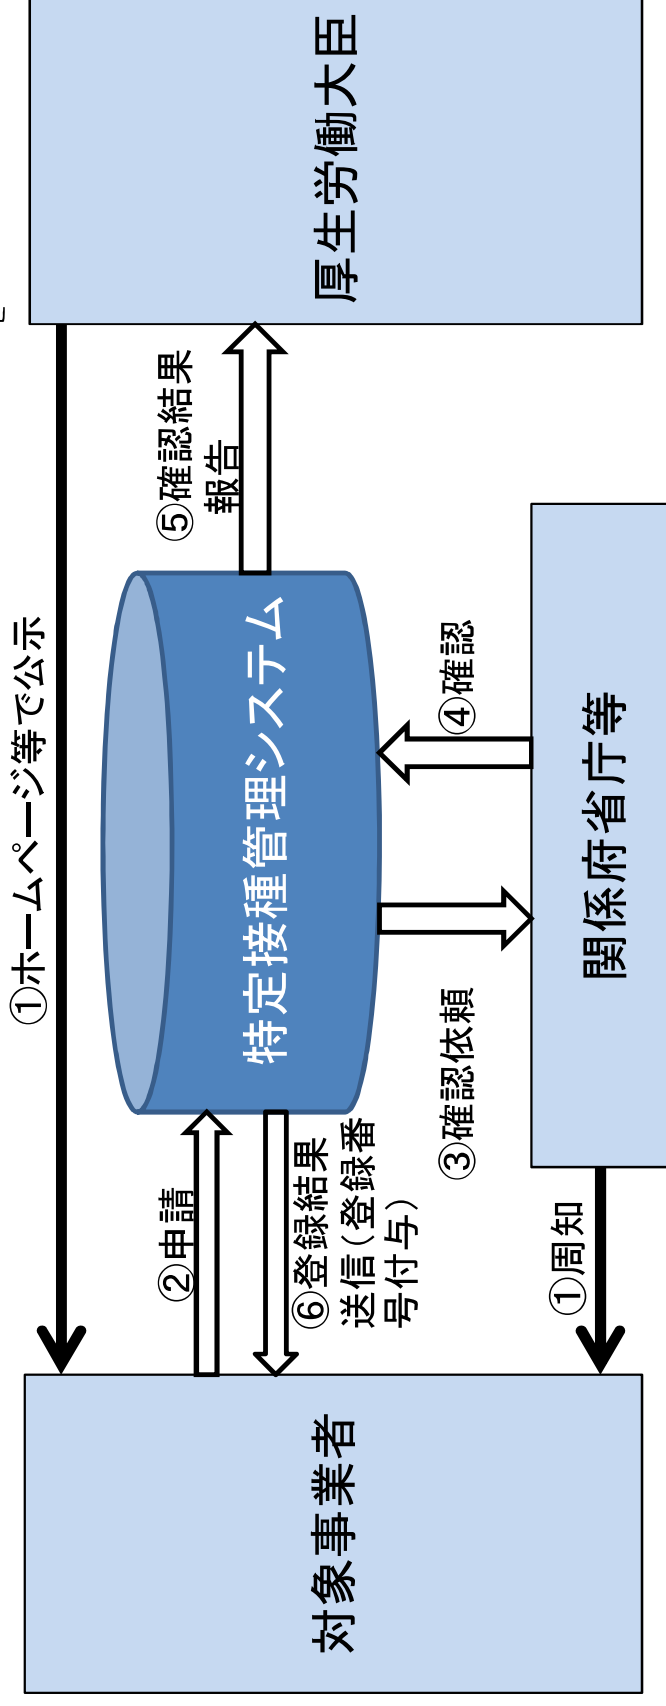 ①ホームページ等で公示
対象事業者
②申請
⑥登録結果
送信(登録番
号付与)
特定接種管理システム
⑤確認結果
報告
厚生労働大臣
③確認依頼
④確認
①周知
関係府省庁等